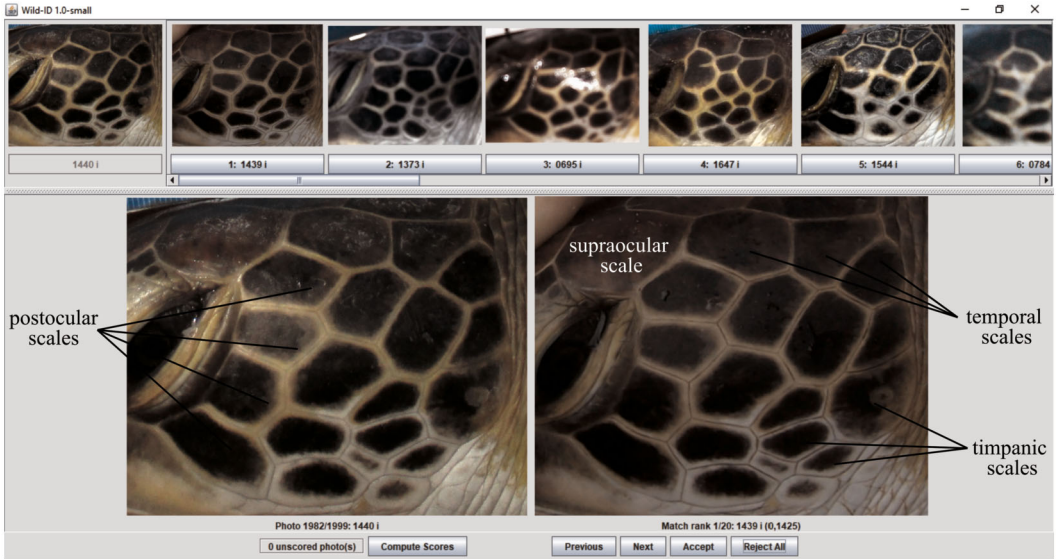 Wild-ID 1.0-small
1440 i
1: 1439 i
2: 1373 i
3: 0695 i
4: 1647 i
5: 1544 i
6: 0784
supraocular
scale
postocular
scales
temporal
scales
timpanic
scales
Photo 1982/1999: 1440 i
Match rank 1/20: 1439 i (0,1425)
0 unscored photo(s)
Compute Scores
Previous
Next
Accept
Reject All